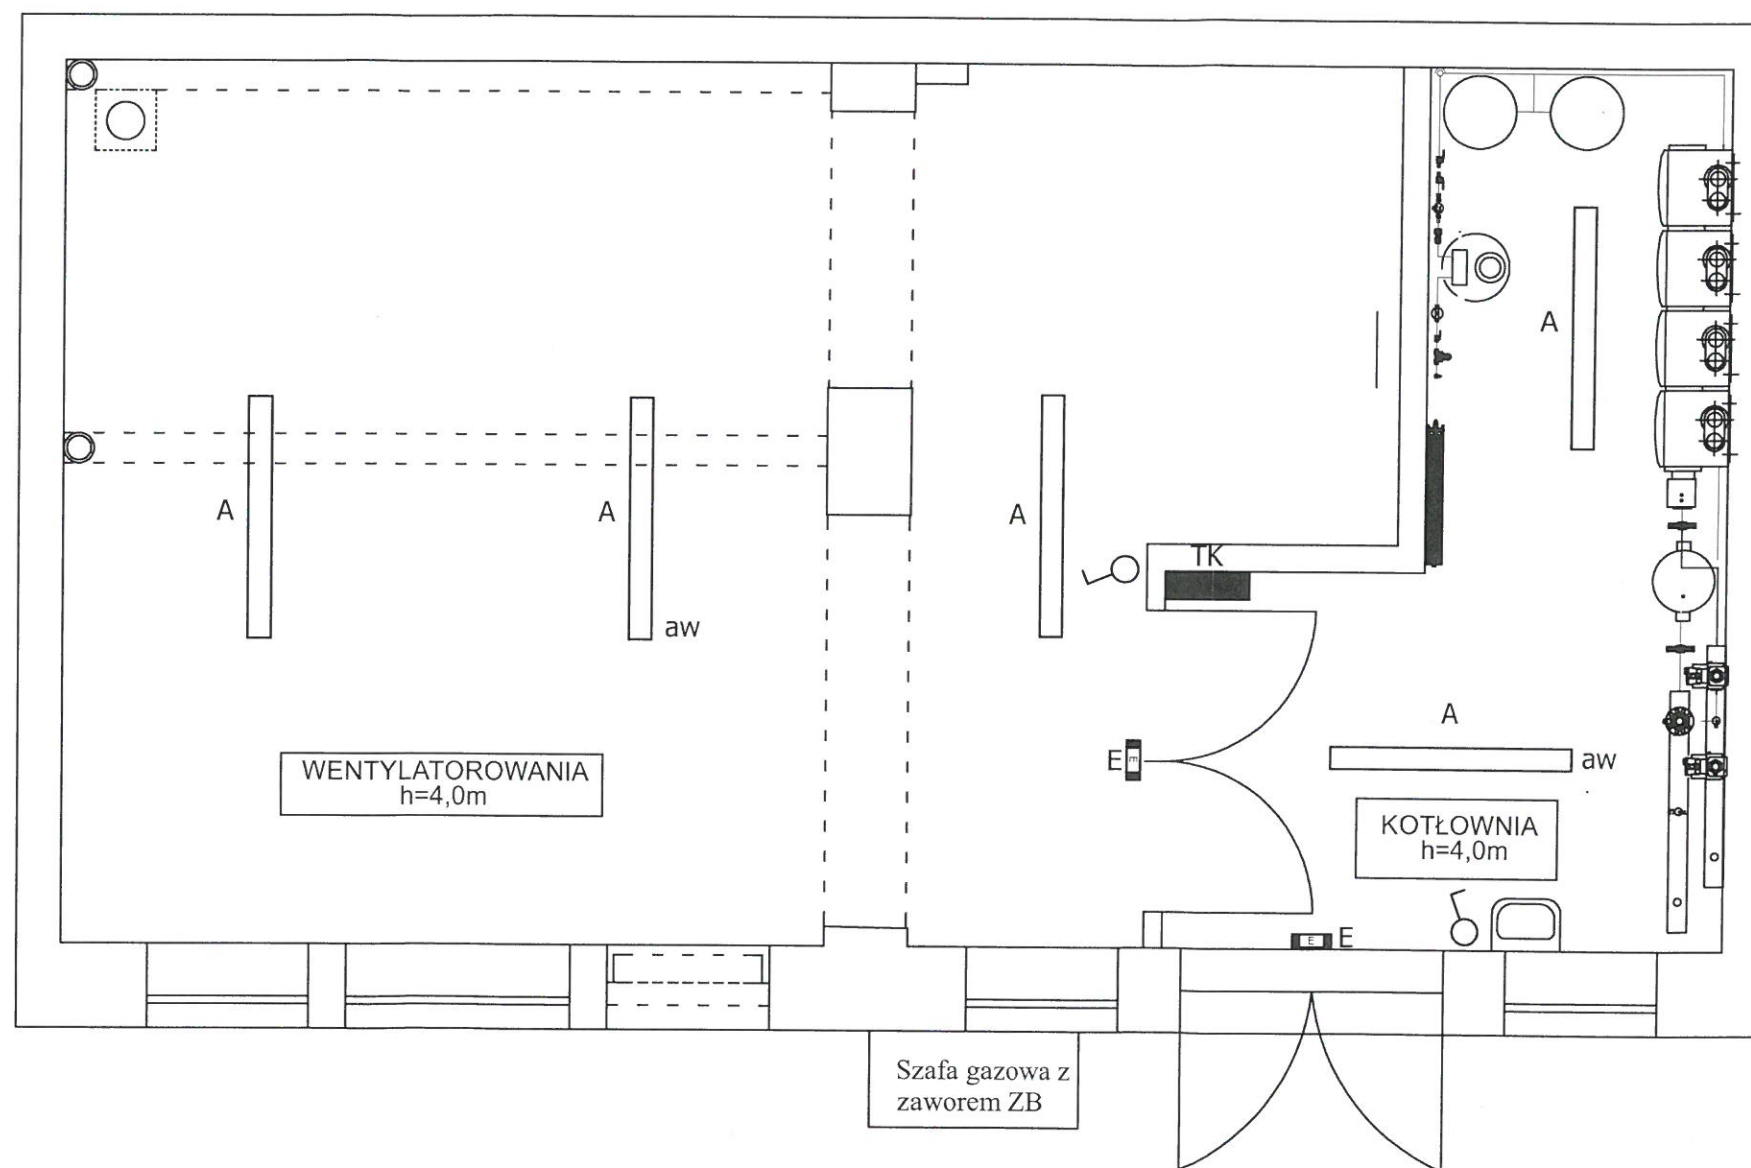 A
A
A
A
TK
aw
A
E
E
aw
WENTYLATOROWANIA
h=4,0m
KOTŁOWNIA
h=4,0m
E
E
Szafa gazowa z
zaworem ZB